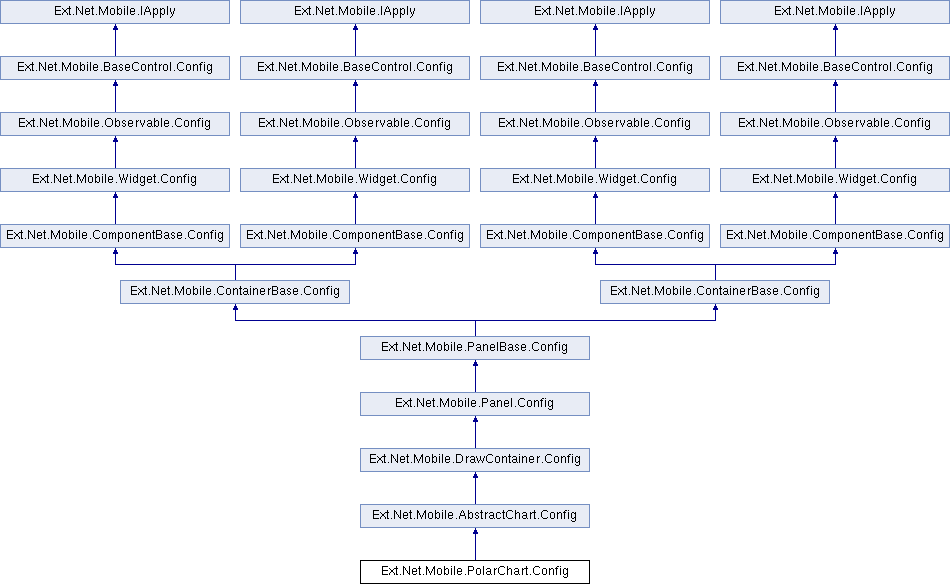 Ext.Net.Mobile.IApply Ext.Net.Mobile.IApply Ext.Net.Mobile.IApply Ext.Net.Mobile.IApply
Ext.Net.Mobile.BaseControl.Config Ext.Net.Mobile.BaseControl.Config Ext.Net.Mobile.BaseControl.Config Ext.Net.Mobile.BaseControl.Config
Ext.Net.Mobile.Observable.Config Ext.Net.Mobile.Observable.Config Ext.Net.Mobile.Observable.Config Ext.Net.Mobile.Observable.Config
Ext.Net.Mobile.Widget.Config Ext.Net.Mobile.Widget.Config Ext.Net.Mobile.Widget.Config Ext.Net.Mobile.Widget.Config
Ext.Net.Mobile.ComponentBase.Config Ext.Net.Mobile.ComponentBase.Config Ext.Net.Mobile.ComponentBase.Config Ext.Net.Mobile.ComponentBase.Config
Ext.Net.Mobile.ContainerBase.Config Ext.Net.Mobile.ContainerBase.Config
Ext.Net.Mobile.PanelBase.Config
Ext.Net.Mobile.Panel.Config
Ext.Net.Mobile.DrawContainer.Config
Ext.Net.Mobile.AbstractChart.Config
Ext.Net.Mobile.PolarChart.Config